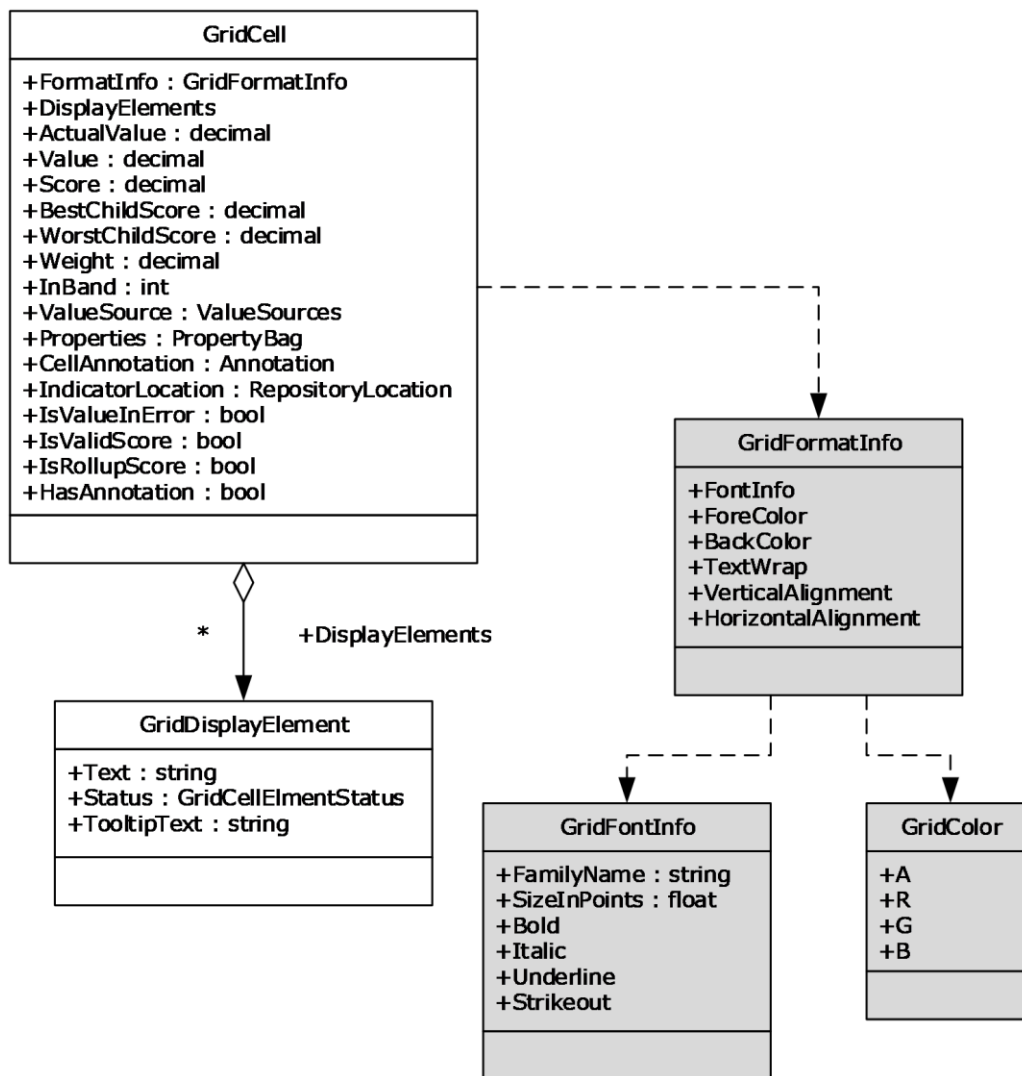 GridCell
+FormatInfo : GridFormatInfo
+DisplayElements
+ActualValue : decimal
+Value : decimal
+Score : decimal
+BestChildScore : decimal
+WorstChildScore : decimal
+Weight : decimal
+InBand : int
+ValueSource : ValueSources
+Properties : PropertyBag
+CellAnnotation : Annotation
+IndicatorLocation : RepositoryLocation
+IsValueInError : bool
+IsValidScore : bool
+IsRollupScore : bool
+HasAnnotation : bool
* +DisplayElements
GridDisplayElement
+Text : string
+Status : GridCellElmentStatus
+TooltipText : string
GridFormatInfo
+FontInfo
+ForeColor
+BackColor
+TextWrap
+VerticalAlignment
+HorizontalAlignment
GridFontInfo
+FamilyName : string
+SizeInPoints : float
+Bold
+Italic
+Underline
+Strikeout
GridColor
+A
+R
+G
+B